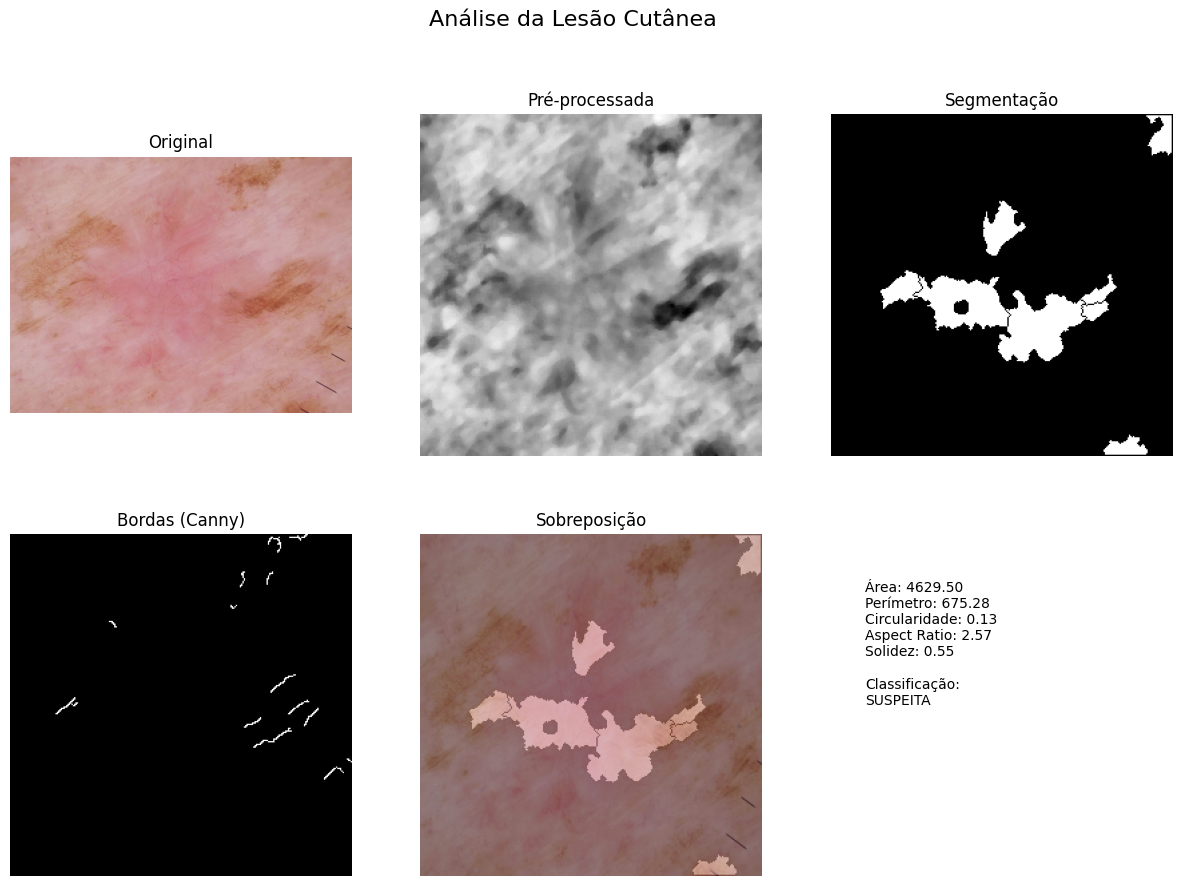 Análise da Lesão Cutânea
Original
Pré-processada
Segmentação
Bordas (Canny)
Sobreposição
Área: 4629.50
Perímetro: 675.28
Circularidade: 0.13
Aspect Ratio: 2.57
Solidez: 0.55
Classificação:
SUSPEITA